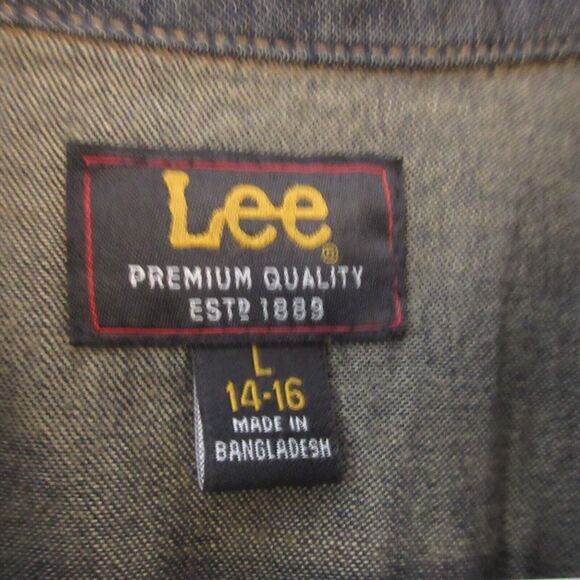 Lee®
PREMIUM QUALITY
ESTD 1889
L
14-16
MADE IN
BANGLADESH